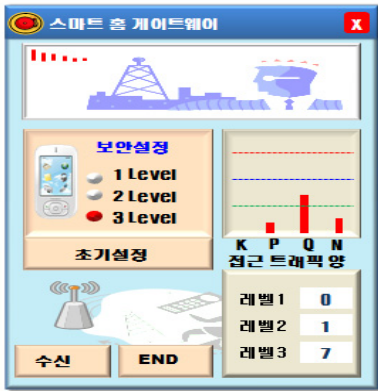 스마트 홈 게이트웨이
X
보안설정
1 Level
2 Level
3 Level
초기설정
K P Q N
접근 트래픽 양
레벨1 0
레벨2 1
레벨3 7
수신
END